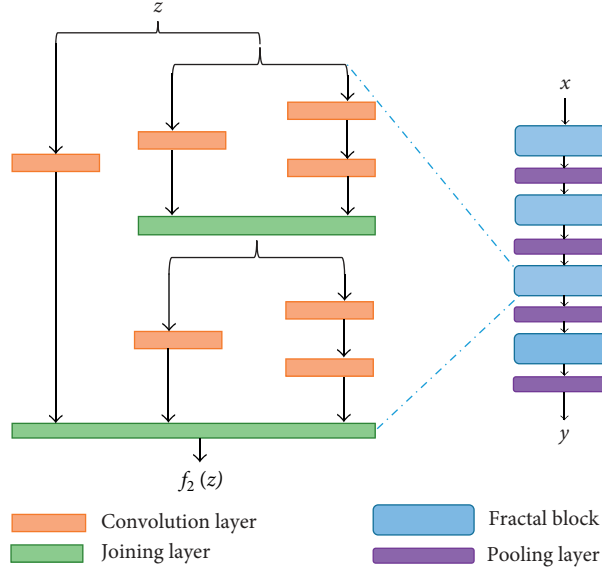 z
x
y
f₂ (z)
Convolution layer
Fractal block
Joining layer
Pooling layer